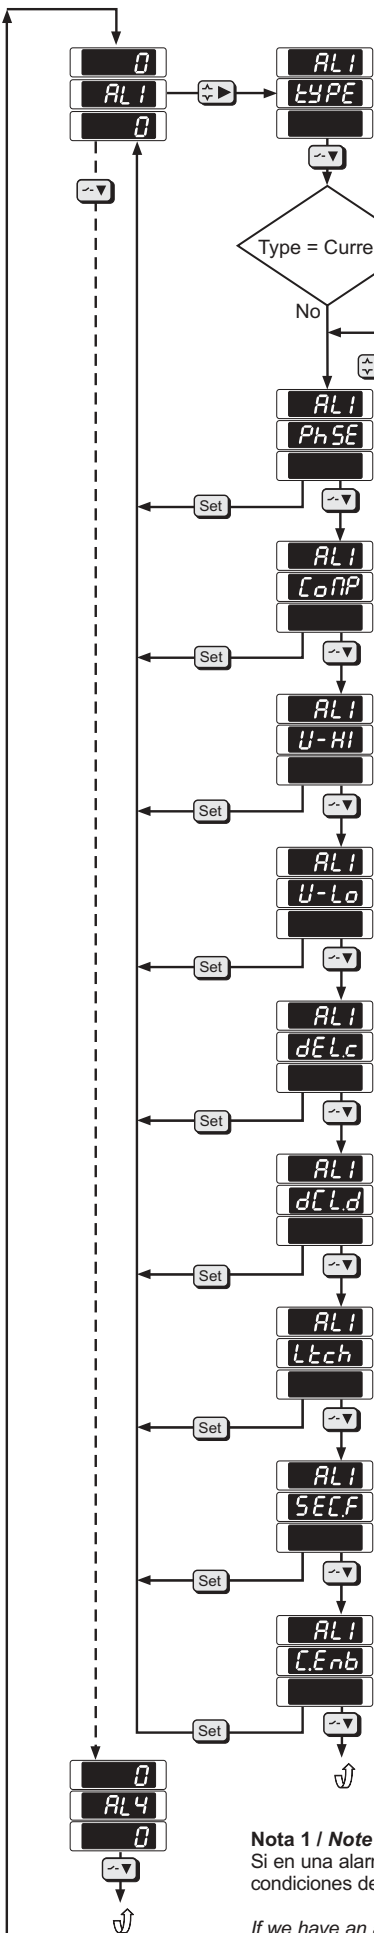 0
AL1
0
AL1
tYPE
Type = Curre
No
AL1
PhSE
Set
AL1
CoMP
Set
AL1
U-HI
Set
AL1
U-Lo
Set
AL1
dEL.c
Set
AL1
dCL.d
Set
AL1
Ltch
Set
AL1
SEC.F
Set
AL1
C.Enb
Set
0
AL4
0
Nota 1 / Note
Si en una alarm
condiciones de
If we have an